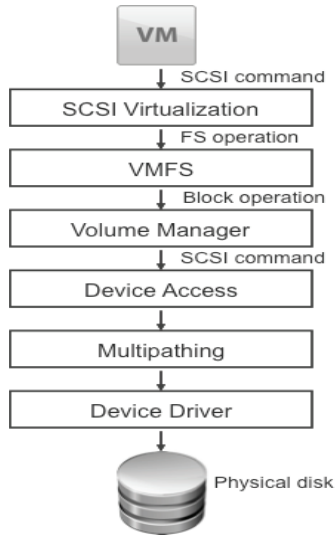 VM
SCSI command
SCSI Virtualization
FS operation
VMFS
Block operation
Volume Manager
SCSI command
Device Access
Multipathing
Device Driver
Physical disk